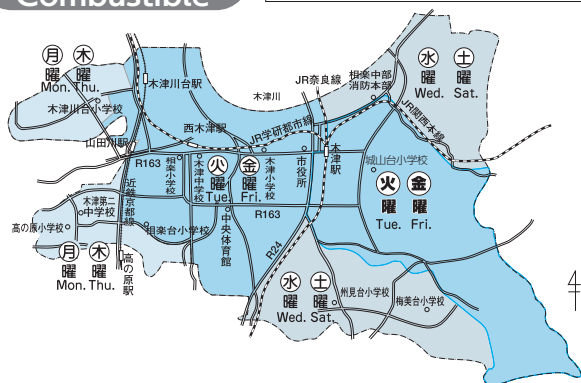 Combustible
月 木
曜 曜
Mon. Thu.
木津川台小学校
木津川台駅
木津川
JR奈良線
相楽中部
消防本部
水 土
曜 曜
Wed. Sat.
JR関西本線
西木津駅
JR学研都市線
山田川駅
R163
相楽小学校
木津中学校
火 金
曜 曜
Tue. Fri.
木津小学校
市役所
木津駅
城山台小学校
火 金
曜 曜
Tue. Fri.
近鉄京都線
木津第二
中学校
高の原小学校
相楽台小学校
中央体育館
R163
R24
月 木
曜 曜
Mon. Thu.
高の原駅
水 土
曜 曜
Wed. Sat.
州見台小学校
梅美台小学校